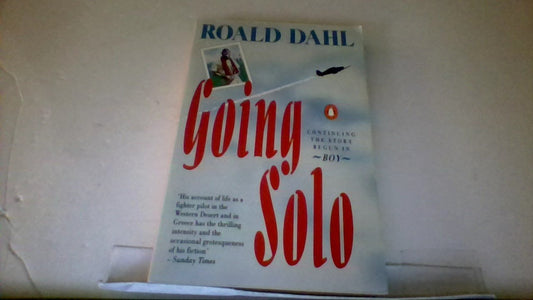 ROALD DAHL
Going
CONTINUING
THE STORY
BEGUN IN
~BOY~
Solo
'His account of life as a
fighter pilot in the
Western Desert and in
Greece has the thrilling
intensity and the
occasional grotesqueness
of his fiction'
– Sunday Times